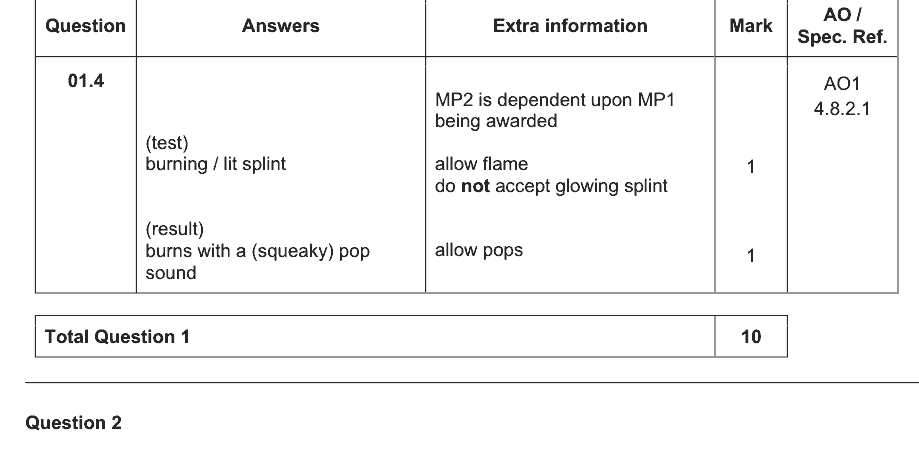 Question Answers Extra information Mark AO /
Spec. Ref.
01.4 AO1
MP2 is dependent upon MP1 4.8.2.1
being awarded
(test)
burning / lit splint allow flame 1
do not accept glowing splint
(result)
burns with a (squeaky) pop allow pops 1
sound
Total Question 1 10
Question 2